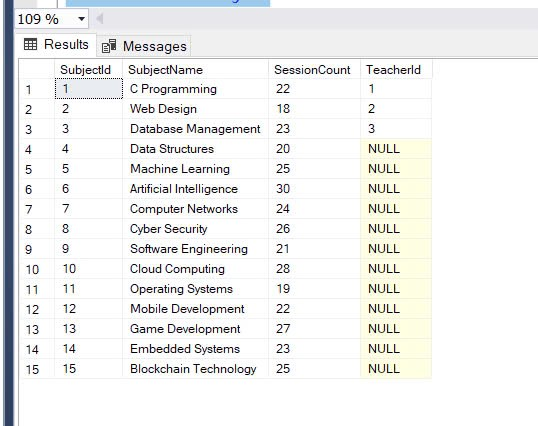 109 %
Results Messages
SubjectId SubjectName SessionCount TeacherId
1 1 C Programming 22 1
2 2 Web Design 18 2
3 3 Database Management 23 3
4 4 Data Structures 20 NULL
5 5 Machine Learning 25 NULL
6 6 Artificial Intelligence 30 NULL
7 7 Computer Networks 24 NULL
8 8 Cyber Security 26 NULL
9 9 Software Engineering 21 NULL
10 10 Cloud Computing 28 NULL
11 11 Operating Systems 19 NULL
12 12 Mobile Development 22 NULL
13 13 Game Development 27 NULL
14 14 Embedded Systems 23 NULL
15 15 Blockchain Technology 25 NULL